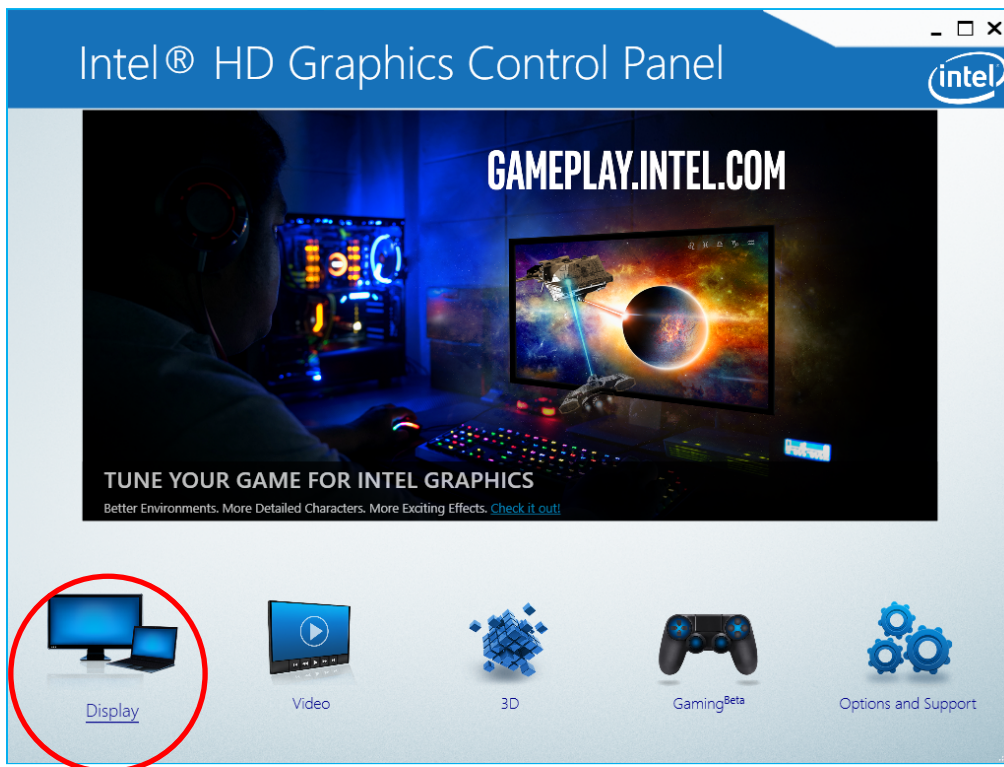 Intel® HD Graphics Control Panel
intel
GAMEPLAY.INTEL.COM
TUNE YOUR GAME FOR INTEL GRAPHICS
Better Environments. More Detailed Characters. More Exciting Effects. Check it out!
Display
Video
3D
GamingBeta
Options and Support